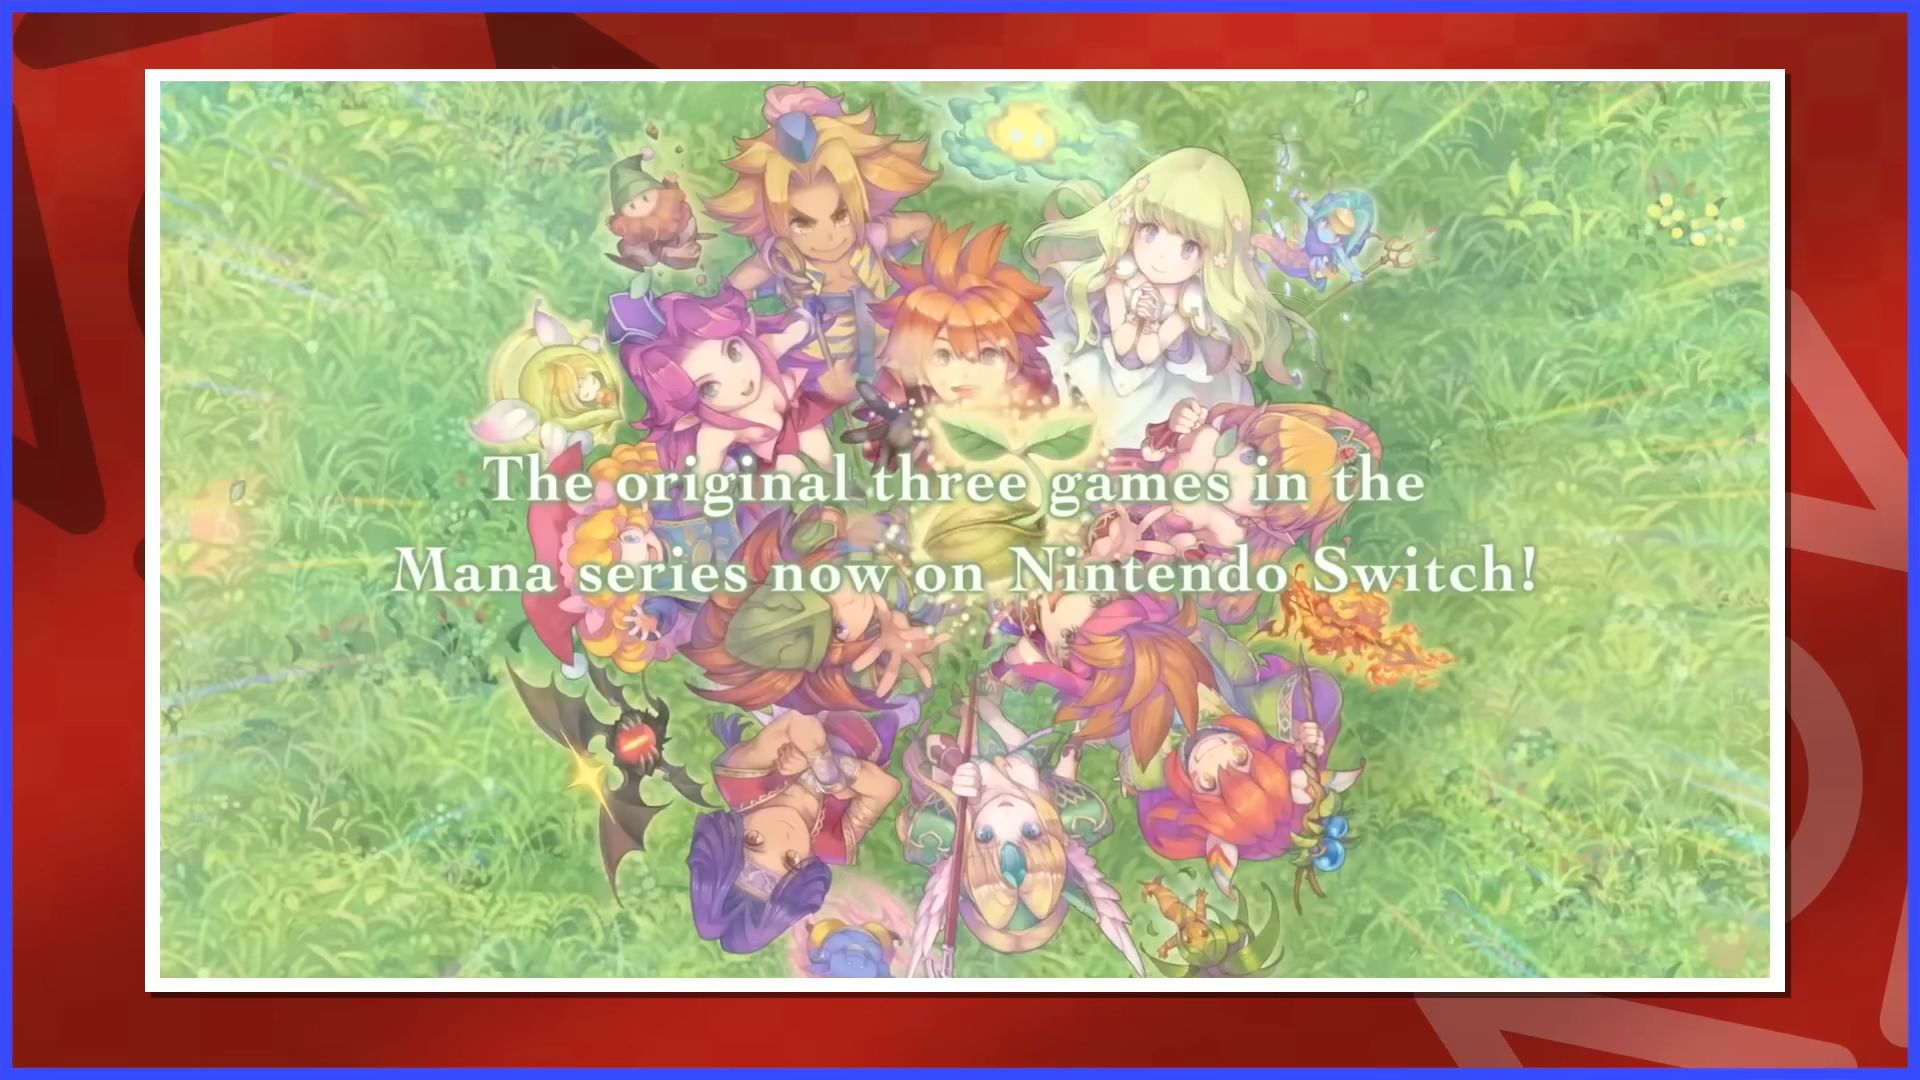 The original three games in the
Mana series now on Nintendo Switch!